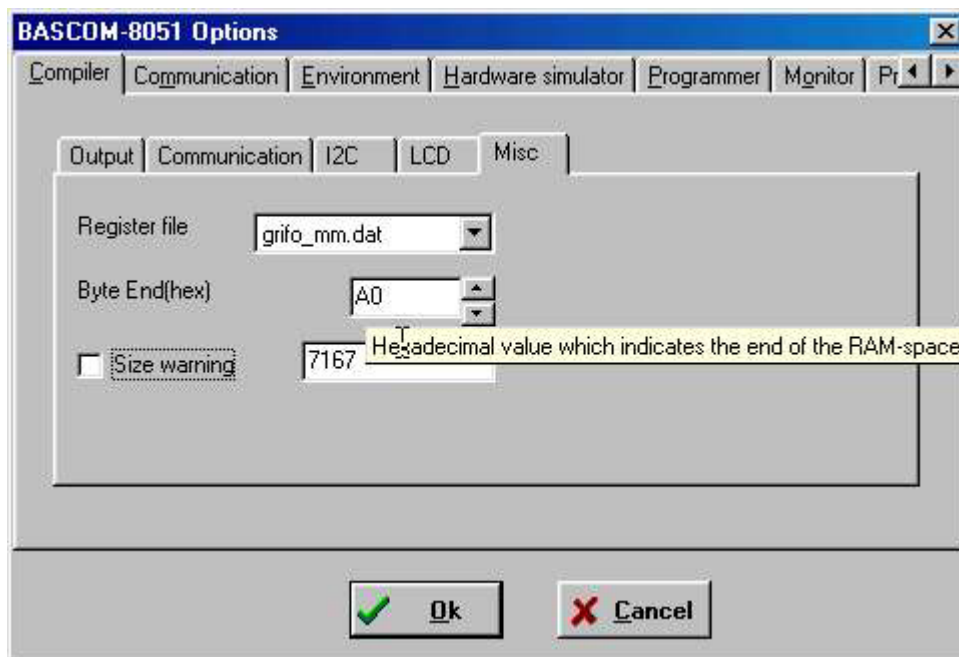 BASCOM-8051 Options
Compiler Communication Environment Hardware simulator Programmer Monitor Pr
Output Communication I2C LCD Misc
Register file grifo_mm.dat
Byte End(hex) A0
Hexadecimal value which indicates the end of the RAM-space
Size warning 7167
Ok Cancel